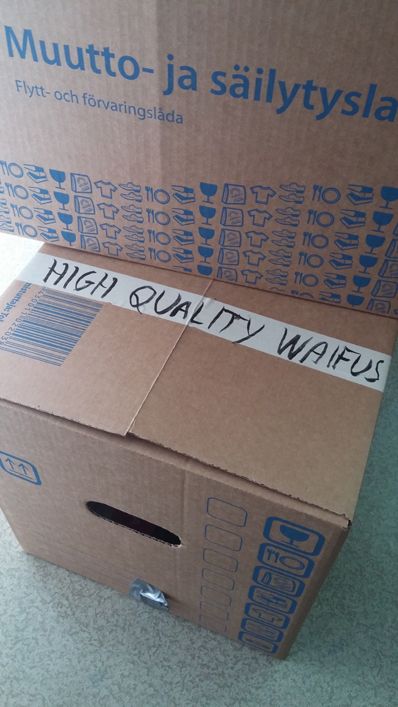 Muutto- ja säilytysla
Flytt- och förvaringslåda
HIGH QUALITY WAIFUS